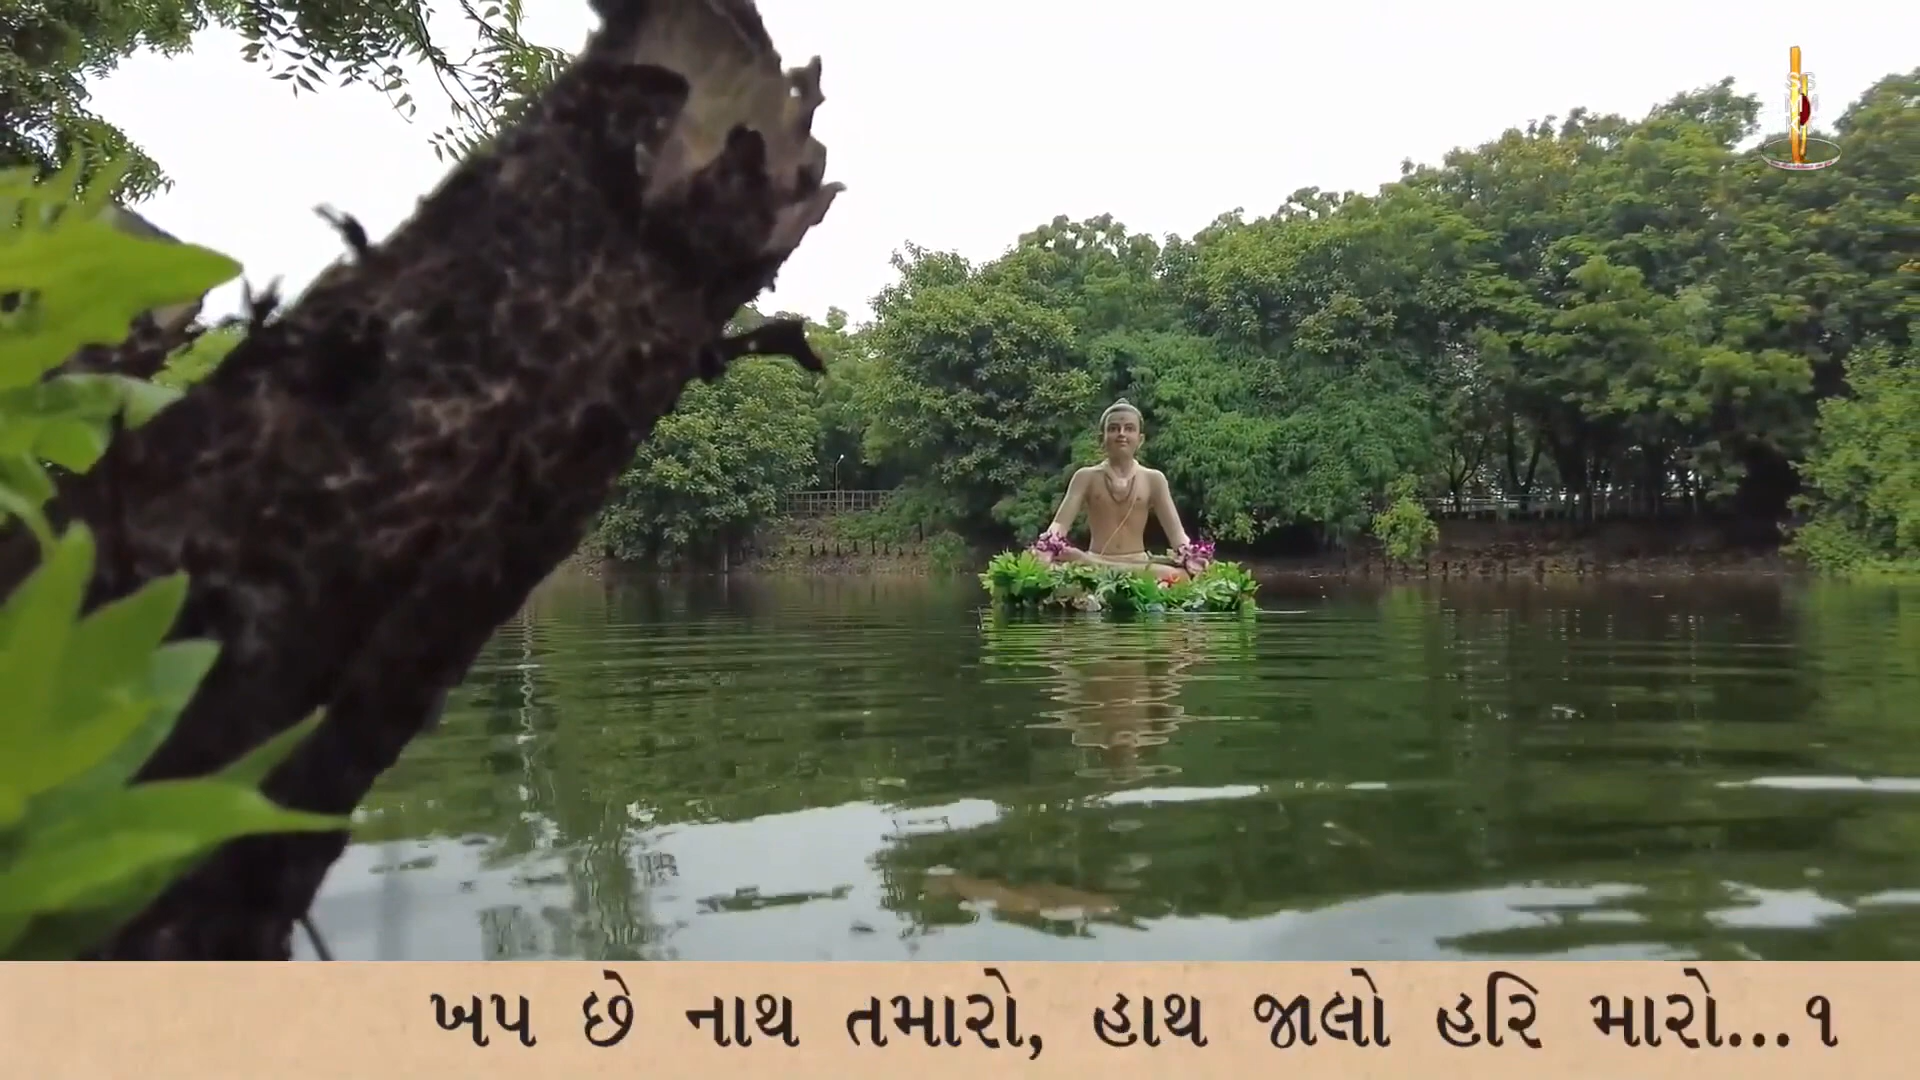 ખપ છે નાથ તમારો, હાથ જાલો હરિ મારો...૧